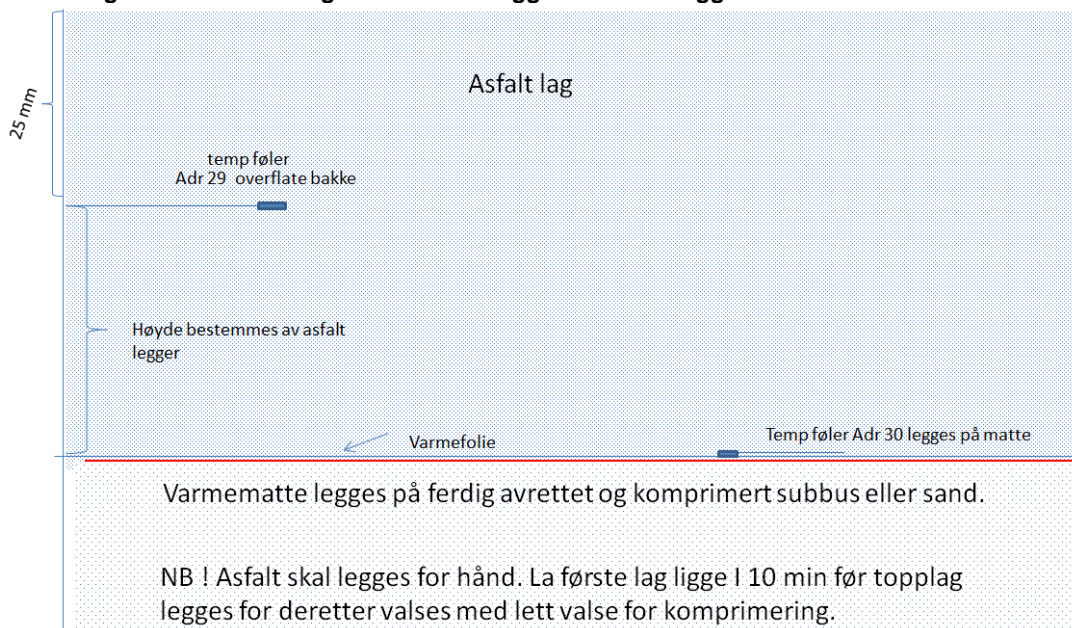 Asfalt lag
25 mm
temp føler
Adr 29 overflate bakke
Høyde bestemmes av asfalt
legger
Varmefolie
Temp føler Adr 30 legges på matte
Varmematte legges på ferdig avrettet og komprimert subbus eller sand.
NB ! Asfalt skal legges for hånd. La første lag ligge I 10 min før topplag
legges for deretter valses med lett valse for komprimering.